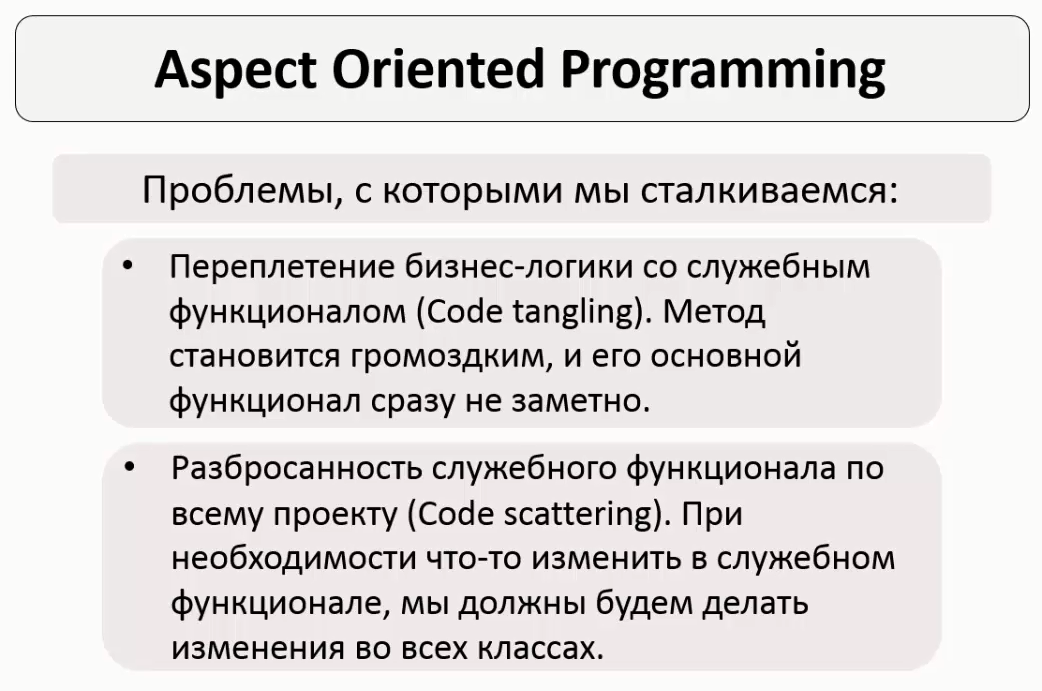 Aspect Oriented Programming
Проблемы, с которыми мы сталкиваемся:
• Переплетение бизнес-логики со служебным
функционалом (Code tangling). Метод
становится громоздким, и его основной
функционал сразу не заметно.
• Разбросанность служебного функционала по
всему проекту (Code scattering). При
необходимости что-то изменить в служебном
функционале, мы должны будем делать
изменения во всех классах.